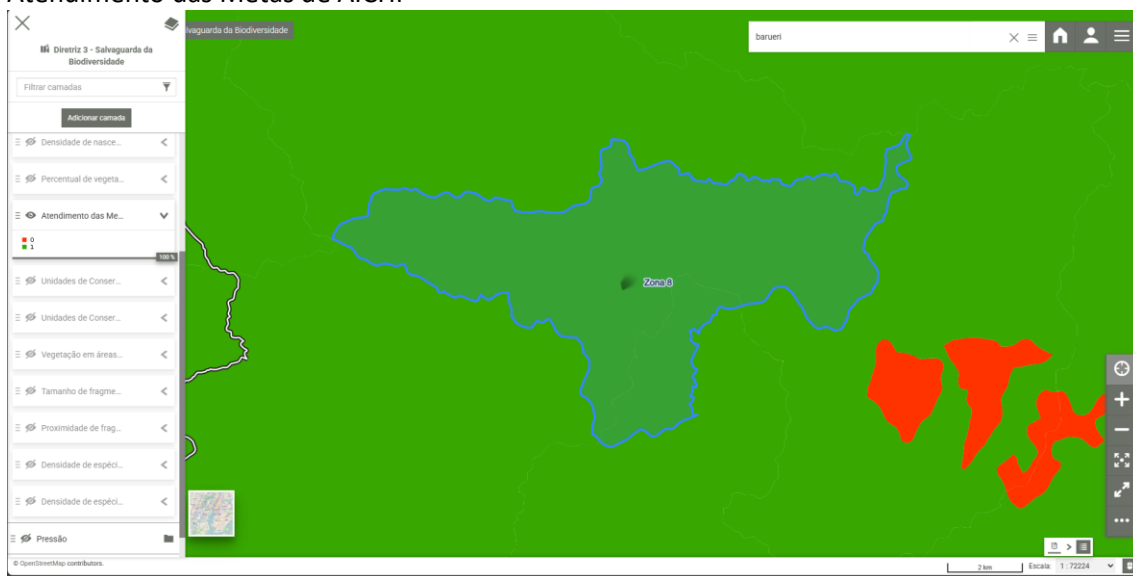 Atendimento das Metas de AICHI
Diretriz 3 - Salvaguarda da
Biodiversidade
Filtrar camadas
Adicionar camada
Densidade de nasce...
Percentual de vegeta...
Atendimento das Me...
0
1
100 %
Unidades de Conser...
Unidades de Conser...
Vegetação em áreas...
Tamanho de fragme...
Proximidade de frag...
Densidade de espéci...
Densidade de espéci...
Pressão
© OpenStreetMap contributors.
lvaguarda da Biodiversidade
barueri
Zona 8
2 km
Escala: 1 : 72224